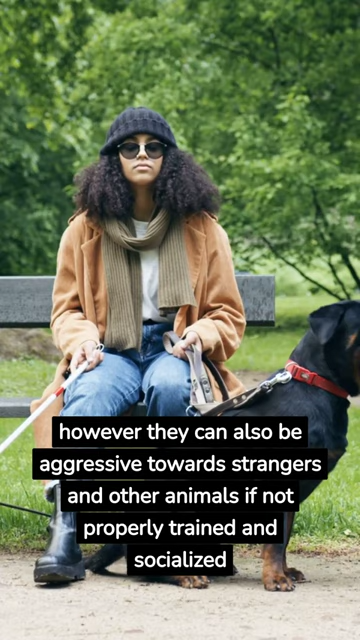 however they can also be
aggressive towards strangers
and other animals if not
properly trained and
socialized